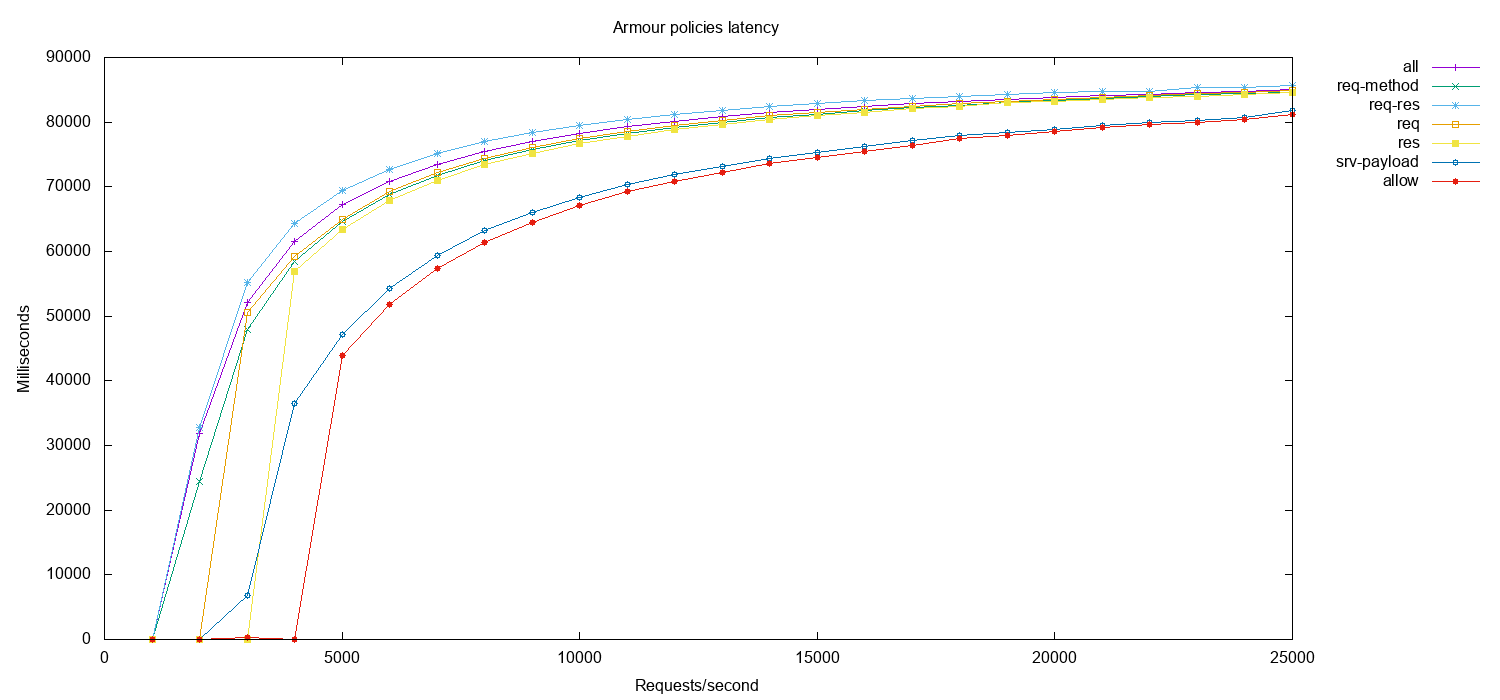 Armour policies latency
90000
80000
70000
60000
50000
40000
30000
20000
10000
0
Milliseconds
0 5000 10000 15000 20000 25000
Requests/second
all
req-method
req-res
req
res
srv-payload
allow